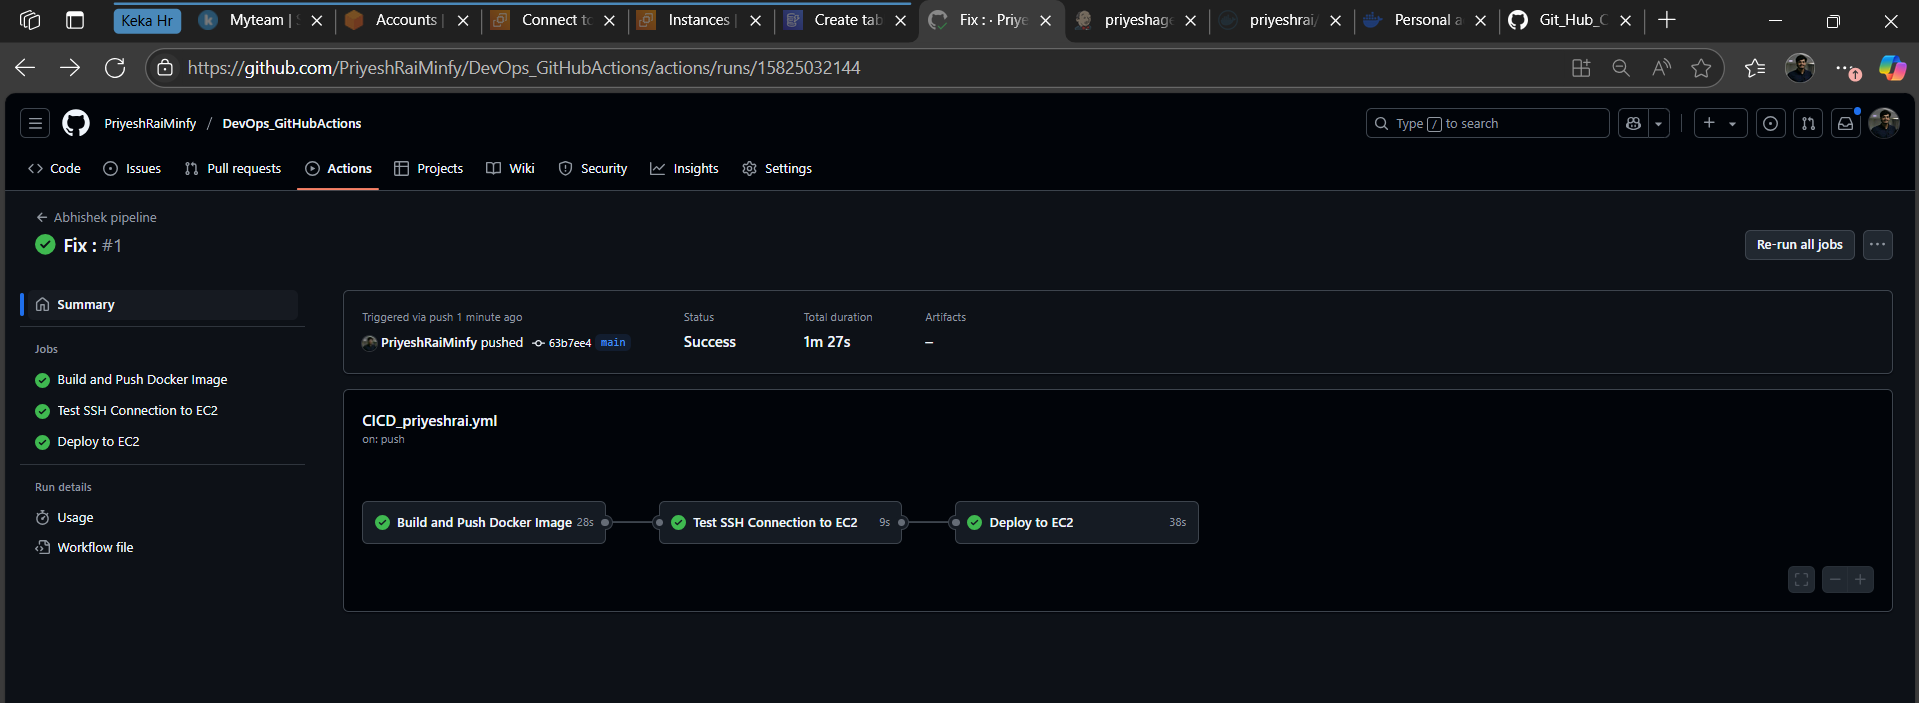 Keka Hr
Myteam |
Accounts |
Connect to
Instances |
Create tab
Fix : · Priye
priyeshage
priyeshrai/
Personal a
Git_Hub_C
https://github.com/PriyeshRaiMinfy/DevOps_GitHubActions/actions/runs/15825032144
PriyeshRaiMinfy / DevOps_GitHubActions
Type / to search
Code Issues Pull requests Actions Projects Wiki Security Insights Settings
Abhishek pipeline
Fix : #1
Re-run all jobs
Summary
Jobs
Build and Push Docker Image
Test SSH Connection to EC2
Deploy to EC2
Run details
Usage
Workflow file
Triggered via push 1 minute ago
PriyeshRaiMinfy pushed 63b7ee4 main
Status
Success
Total duration
1m 27s
Artifacts
–
CICD_priyeshrai.yml
on: push
Build and Push Docker Image 28s
Test SSH Connection to EC2 9s
Deploy to EC2 38s